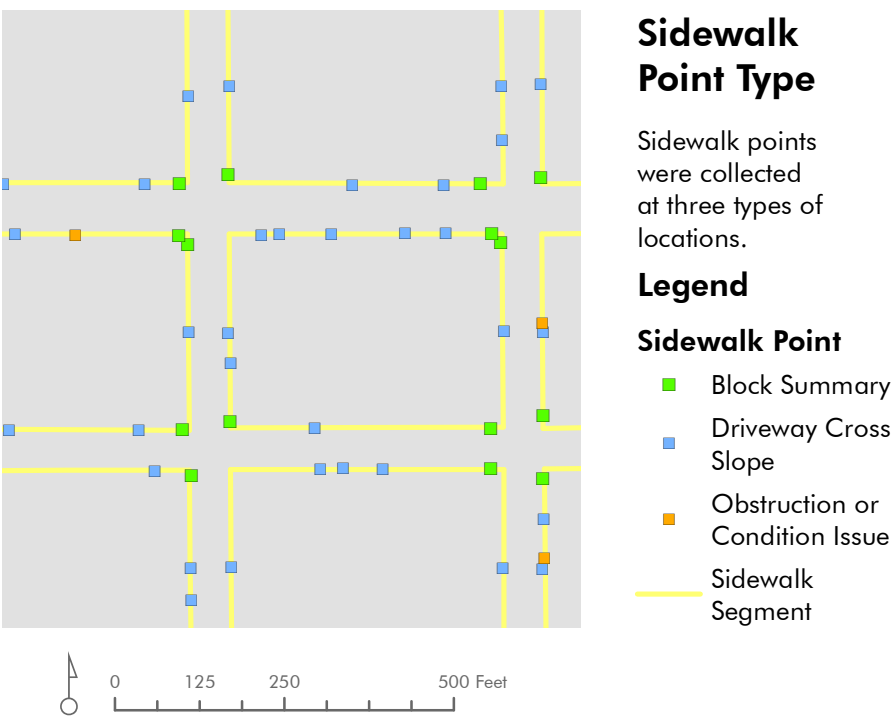 Sidewalk
Point Type
Sidewalk points
were collected
at three types of
locations.
Legend
Sidewalk Point
Block Summary
Driveway Cross
Slope
Obstruction or
Condition Issue
Sidewalk
Segment
0 125 250 500 Feet